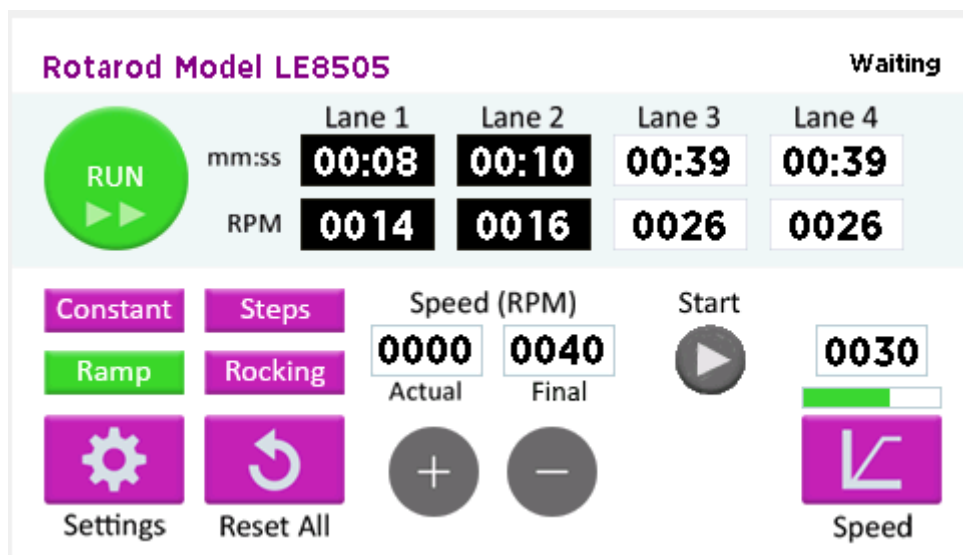 Rotarod Model LE8505 Waiting
Lane 1 Lane 2 Lane 3 Lane 4
RUN mm:ss 00:08 00:10 00:39 00:39
RPM 0014 0016 0026 0026
Constant Steps Speed (RPM) Start
Ramp Rocking 0000 0040 0030
Actual Final
Settings Reset All Speed